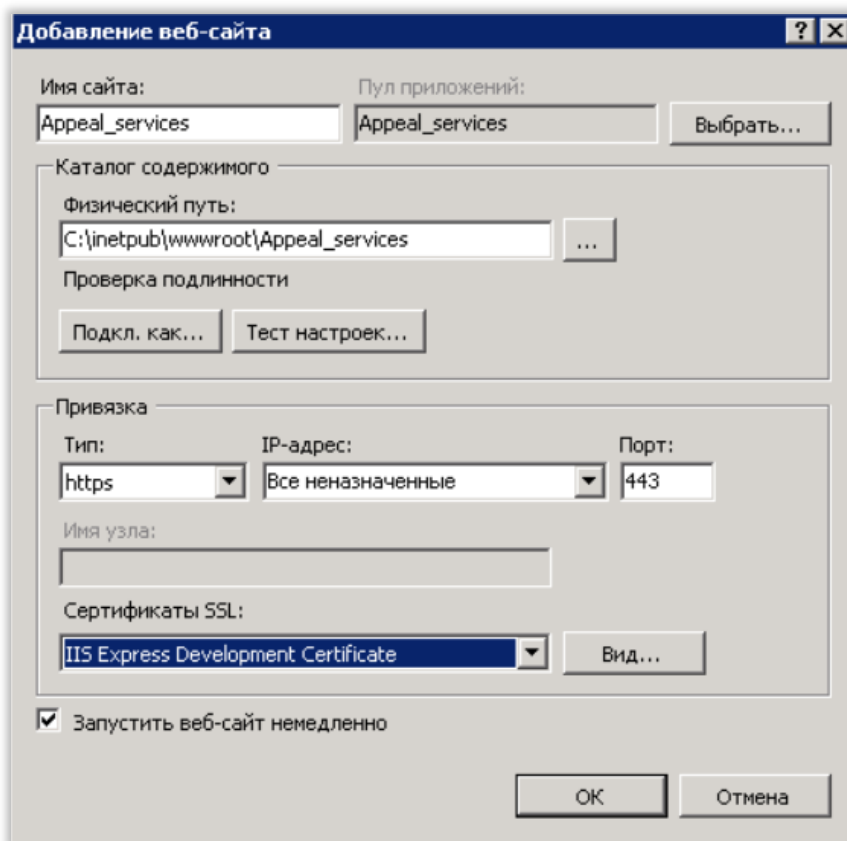 Добавление веб-сайта
Имя сайта: Пул приложений:
Appeal_services Appeal_services Выбрать...
Каталог содержимого
Физический путь:
C:\inetpub\wwwroot\Appeal_services ...
Проверка подлинности
Подкл. как... Тест настроек...
Привязка
Тип: IP-адрес: Порт:
https Все неназначенные 443
Имя узла:
Сертификаты SSL:
IIS Express Development Certificate Вид...
Запустить веб-сайт немедленно
ОК Отмена